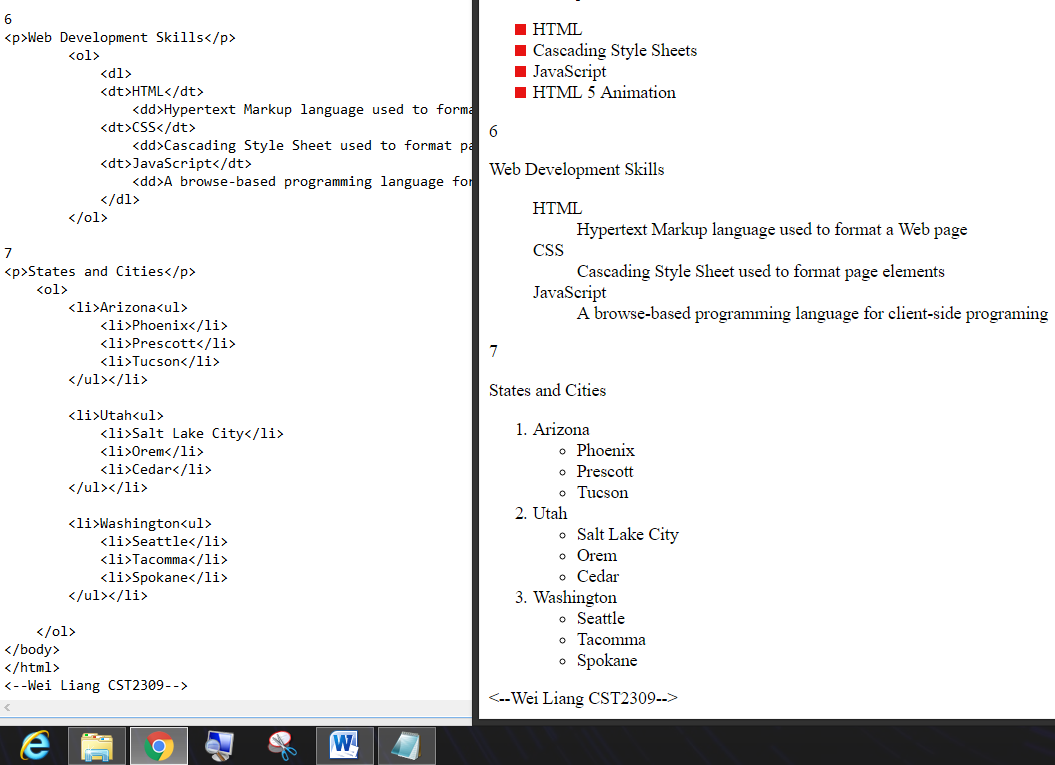 6
<p>Web Development Skills</p>
<ol>
<dl>
<dt>HTML</dt>
<dd>Hypertext Markup language used to forma
<dt>CSS</dt>
<dd>Cascading Style Sheet used to format pa
<dt>JavaScript</dt>
<dd>A browse-based programming language for
</dl>
</ol>
7
<p>States and Cities</p>
<ol>
<li>Arizona<ul>
<li>Phoenix</li>
<li>Prescott</li>
<li>Tucson</li>
</ul></li>
<li>Utah<ul>
<li>Salt Lake City</li>
<li>Orem</li>
<li>Cedar</li>
</ul></li>
<li>Washington<ul>
<li>Seattle</li>
<li>Tacomma</li>
<li>Spokane</li>
</ul></li>
</ol>
</body>
</html>
<--Wei Liang CST2309-->
HTML
Cascading Style Sheets
JavaScript
HTML 5 Animation
6
Web Development Skills
HTML
Hypertext Markup language used to format a Web page
CSS
Cascading Style Sheet used to format page elements
JavaScript
A browse-based programming language for client-side programing
7
States and Cities
1. Arizona
Phoenix
Prescott
Tucson
2. Utah
Salt Lake City
Orem
Cedar
3. Washington
Seattle
Tacomma
Spokane
<--Wei Liang CST2309-->